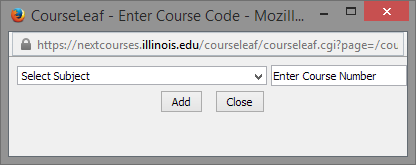 CourseLeaf - Enter Course Code - Mozill...
https://nextcourses.illinois.edu/courseleaf/courseleaf.cgi?page=/cou
Select Subject Enter Course Number
Add Close